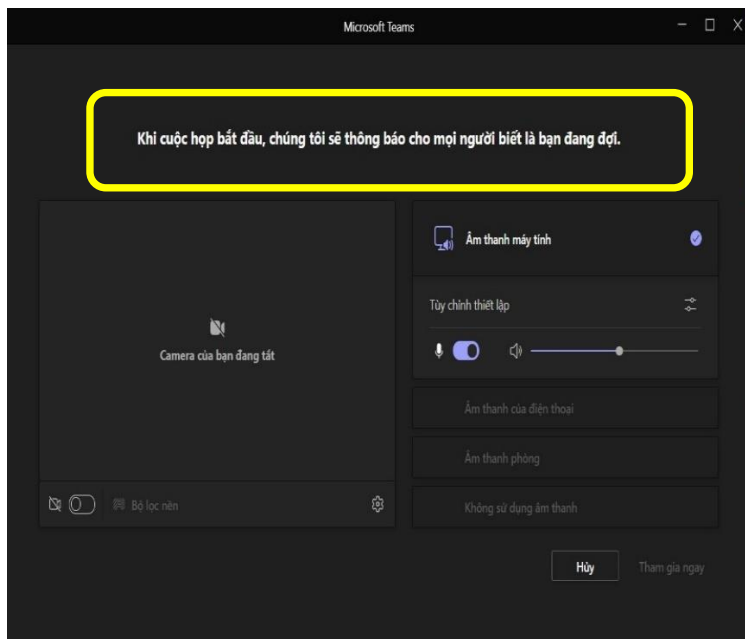 Microsoft Teams
Khi cuộc họp bắt đầu, chúng tôi sẽ thông báo cho mọi người biết là bạn đang đợi.
Âm thanh máy tính
Tùy chỉnh thiết lập
Camera của bạn đang tắt
Âm thanh của điện thoại
Âm thanh phòng
Bộ lọc nền
Không sử dụng âm thanh
Hủy
Tham gia ngay